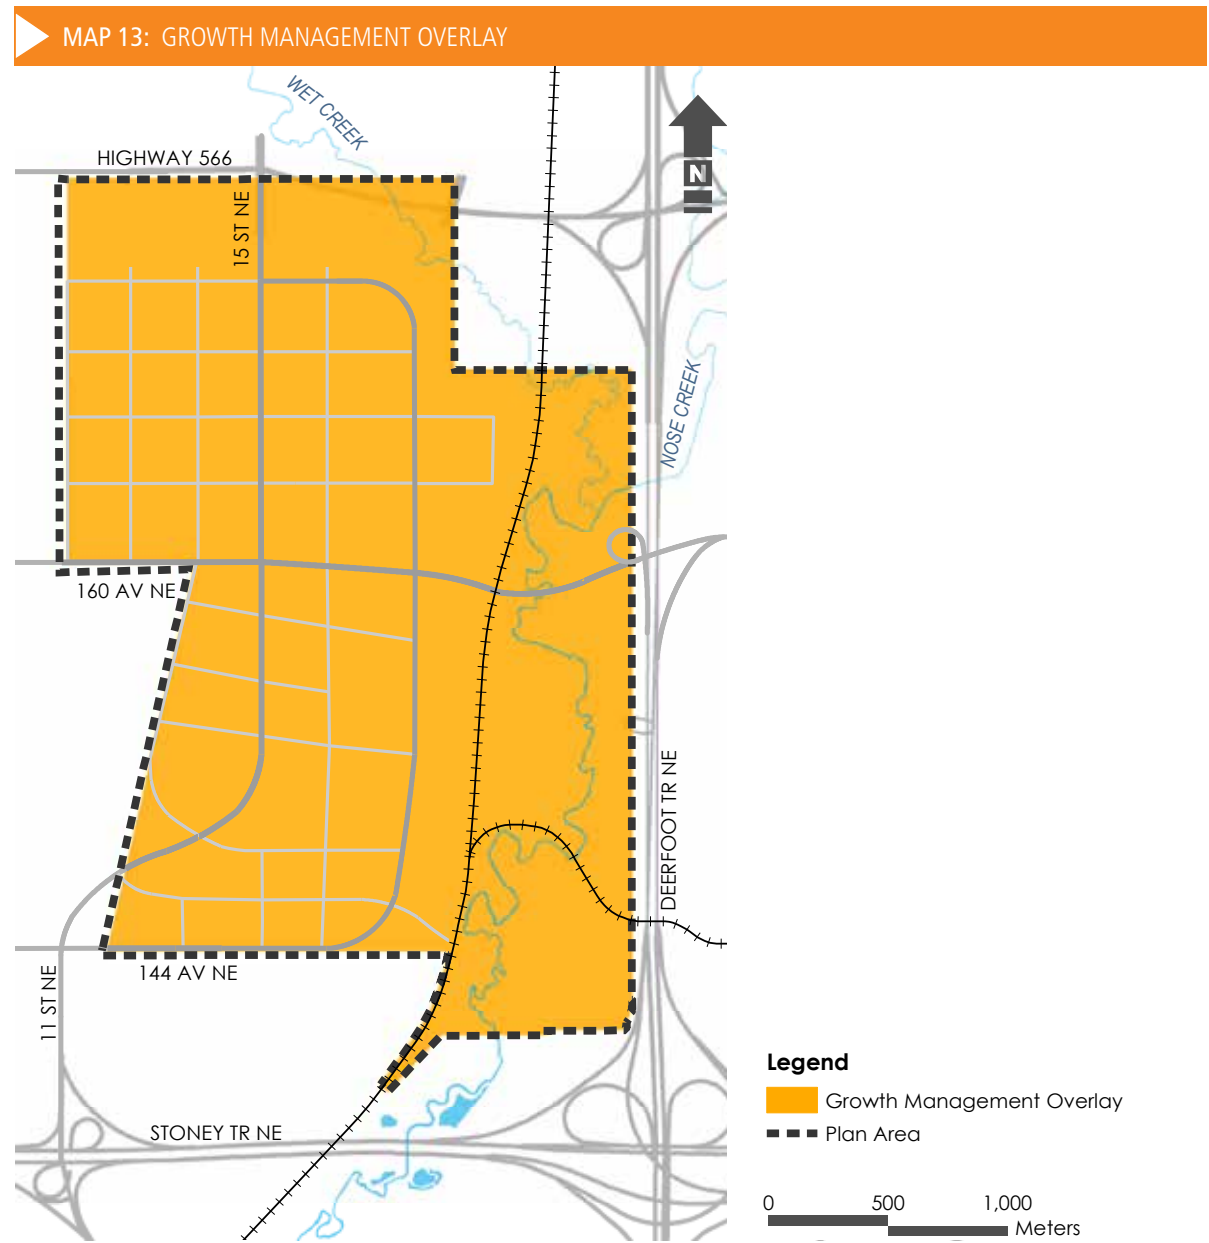 MAP 13: GROWTH MANAGEMENT OVERLAY
WET CREEK
HIGHWAY 566
N
15 ST NE
NOSE CREEK
160 AV NE
DEERFOOT TR NE
144 AV NE
11 ST NE
STONEY TR NE
Legend
Growth Management Overlay
Plan Area
0 500 1,000
Meters